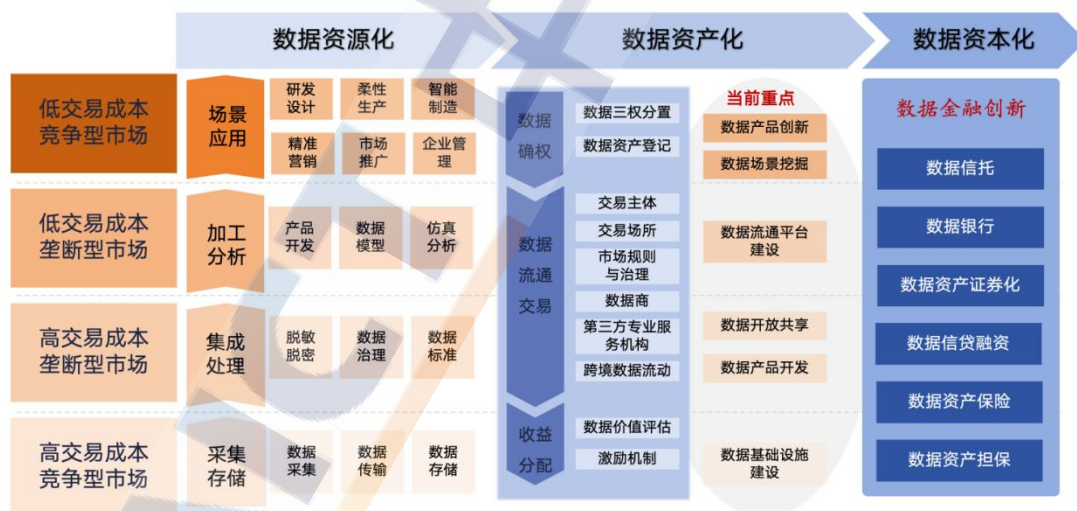 数据资源化
数据资产化
数据资本化
低交易成本
竞争型市场
场景
应用
研发
设计
柔性
生产
智能
制造
精准
营销
市场
推广
企业管
理
低交易成本
垄断型市场
加工
分析
产品
开发
数据
模型
仿真
分析
高交易成本
垄断型市场
集成
处理
脱敏
脱密
数据
治理
数据
标准
高交易成本
竞争型市场
采集
存储
数据
采集
数据
传输
数据
存储
数据
确权
数据三权分置
数据资产登记
数据
流通
交易
交易主体
交易场所
市场规则
与治理
数据商
第三方专业服
务机构
跨境数据流动
收益
分配
数据价值评估
激励机制
当前重点
数据产品创新
数据场景挖掘
数据流通平台
建设
数据开放共享
数据产品开发
数据基础设施
建设
数据金融创新
数据信托
数据银行
数据资产证券化
数据信贷融资
数据资产保险
数据资产担保